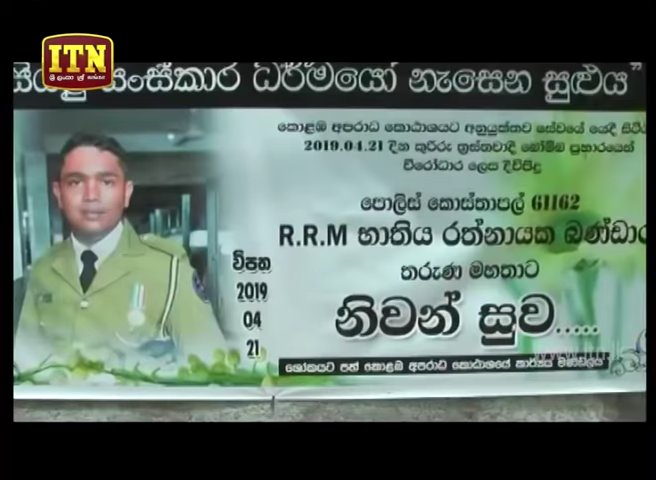 ITN
සංස්කාර ධර්මයෝ නැසෙන සුළුය"
කොළඹ අපරාධ කොඨාශයට අනුයුක්තව සේවයේ යෙදී සිටි
2019.04.21 දින කුරිරු ත්‍රස්තවාදී බෝම්බ ප්‍රහාරයෙන්
වීරෝධාර ලෙස දිවිපිදූ
පොලිස් කොස්තාපල් 61162
R.R.M භාතිය රත්නායක බණ්ඩාර
තරුණ මහතාට
නිවන් සුව.....
විපත
2019
04
21
ශෝකයට පත් කොළඹ අපරාධ කොඨාශයේ කාර්ය මණ්ඩලය